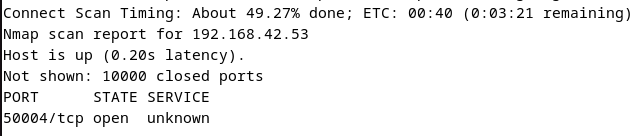 Connect Scan Timing: About 49.27% done; ETC: 00:40 (0:03:21 remaining)
Nmap scan report for 192.168.42.53
Host is up (0.20s latency).
Not shown: 10000 closed ports
PORT      STATE SERVICE
50004/tcp open  unknown